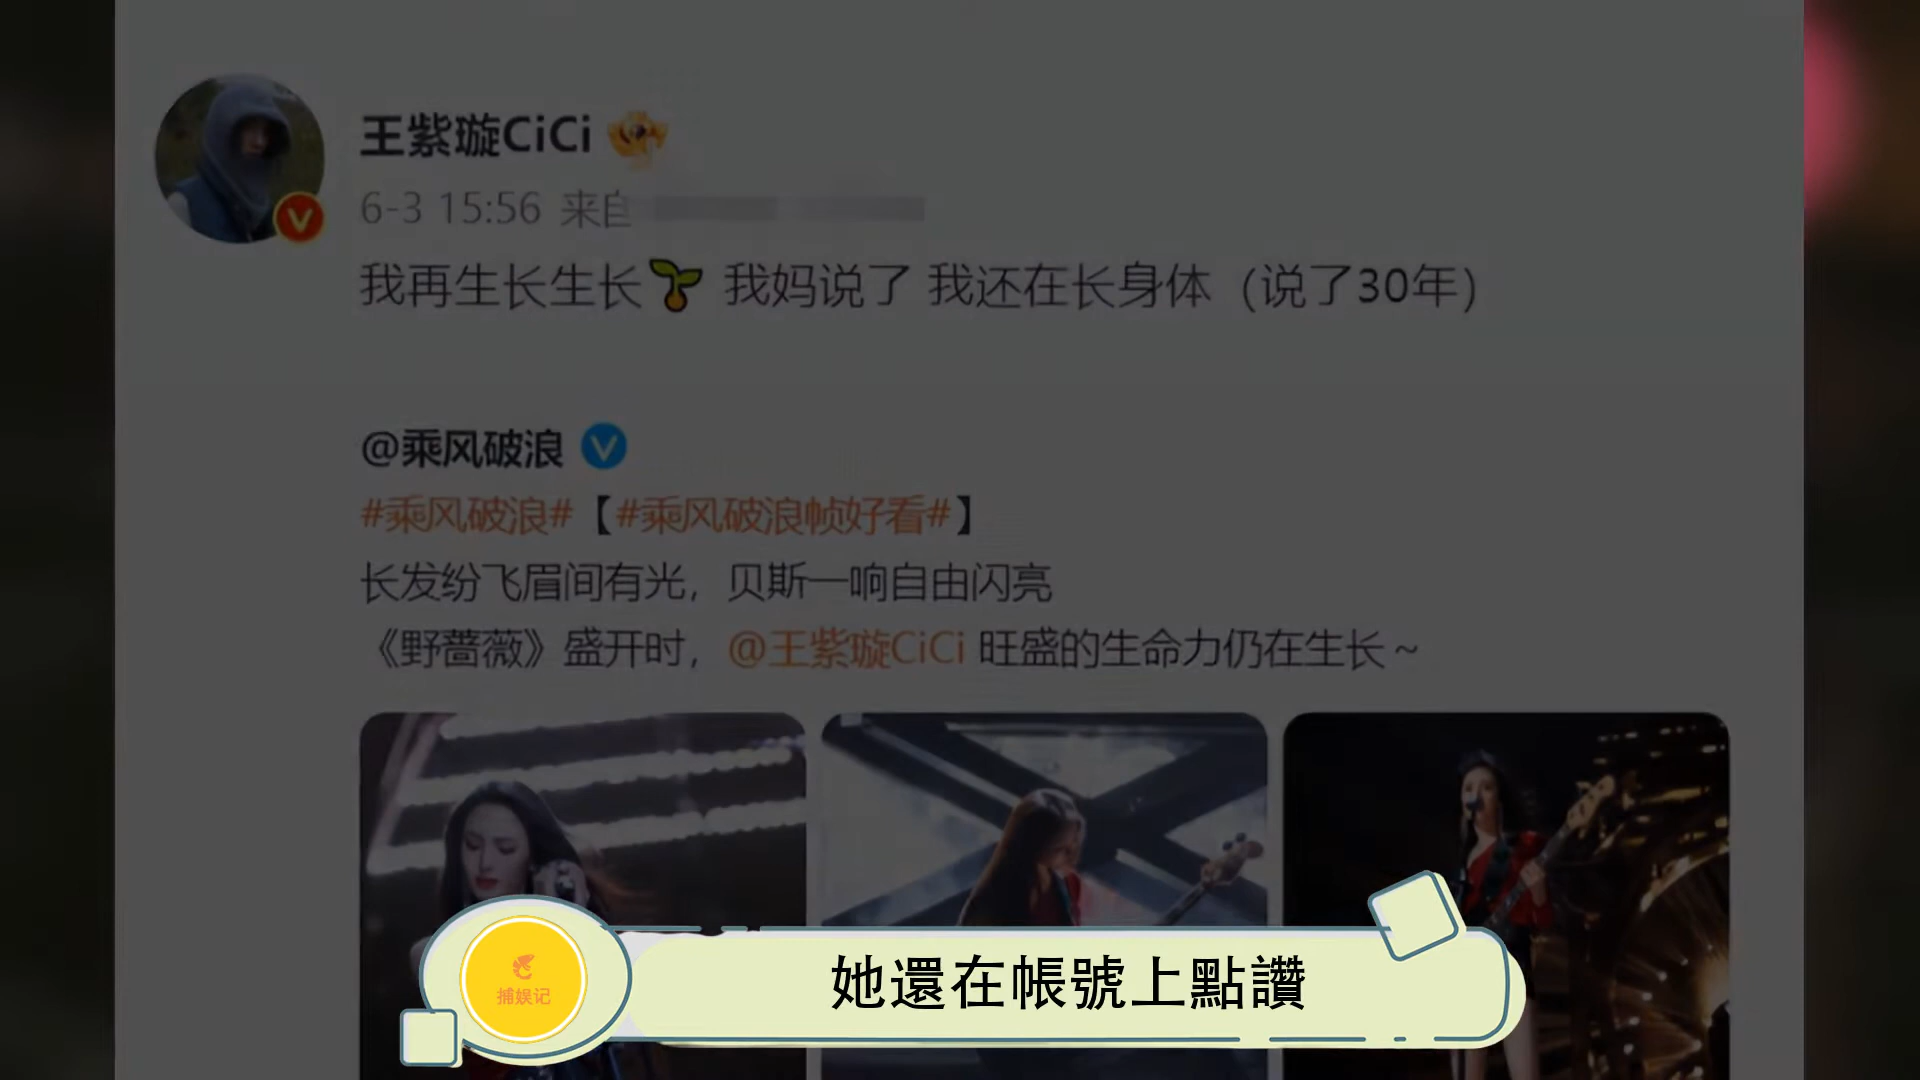 王紫璇CiCi
6-3 15:56 来自
我再生长生长 我妈说了 我还在长身体（说了30年）
@乘风破浪
#乘风破浪#【#乘风破浪帧好看#】
长发纷飞眉间有光，贝斯一响自由闪亮
《野蔷薇》盛开时，@王紫璇CiCi 旺盛的生命力仍在生长～
捕娱记
她還在帳號上點讚